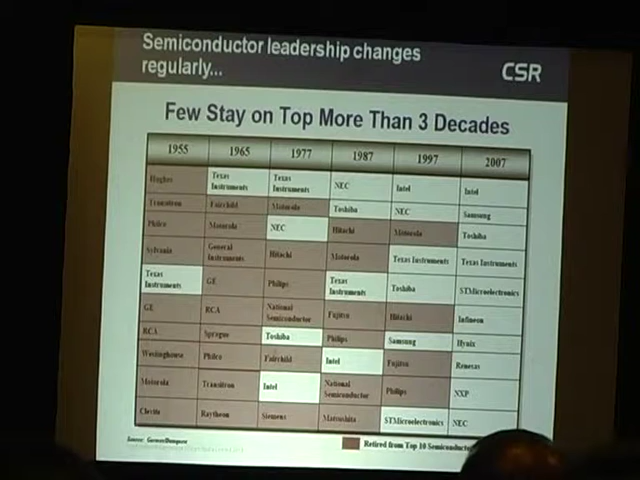 Semiconductor leadership changes
regularly...
CSR
Few Stay on Top More Than 3 Decades
1955 1965 1977 1987 1997 2007
Hughes Texas Instruments Texas Instruments NEC Intel Intel
Transitron Fairchild Motorola Toshiba NEC Samsung
Philco Motorola NEC Hitachi Motorola Toshiba
Sylvania General Instruments Hitachi Motorola Texas Instruments Texas Instruments
Texas Instruments GE Philips Texas Instruments Toshiba STMicroelectronics
GE RCA National Semiconductor Fujitsu Hitachi Infineon
RCA Sprague Toshiba Philips Samsung Hynix
Westinghouse Philco Fairchild Intel Fujitsu Renesas
Motorola Transitron Intel National Semiconductor Philips NXP
Clevite Raytheon Siemens Matsushita STMicroelectronics NEC
Source: Gartner/Dataquest
Retired from Top 10 Semiconductor